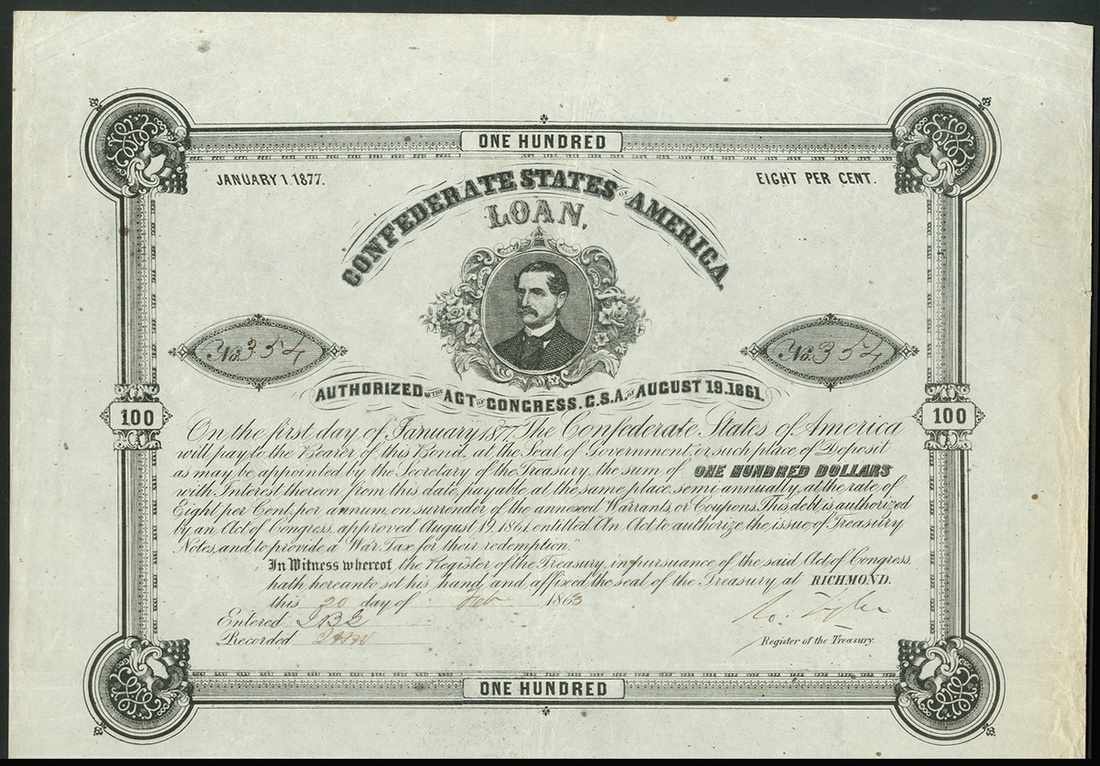 ONE HUNDRED
JANUARY 1. 1877.
EIGHT PER CENT.
CONFEDERATE STATES OF AMERICA.
LOAN.
No. 354
No. 354
AUTHORIZED BY THE ACT OF CONGRESS. C.S.A. OF AUGUST 19. 1861.
100
100
On the first day of January 1877 The Confederate States of America
will pay to the Bearer of this Bond, at the Seal of Government, or such place of Deposit
as may be appointed by the Secretary of the Treasury, the sum of ONE HUNDRED DOLLARS
with Interest thereon from this date, payable at the same place, semi annually, at the rate of
Eight per Cent, per annum, on surrender of the annexed Warrants, or Coupons. This debt is authorized
by an Act of Congress, approved August 19, 1861, entitled "An Act to authorize the issue of Treasury
Notes, and to provide a War Tax for their redemption."
In Witness whereof the Register of the Treasury, in pursuance of the said Act of Congress,
hath hereunto set his hand, and affixed the seal of the Treasury, at RICHMOND.
this 20 day of Feb 1863
Entered
Recorded
Register of the Treasury.
ONE HUNDRED